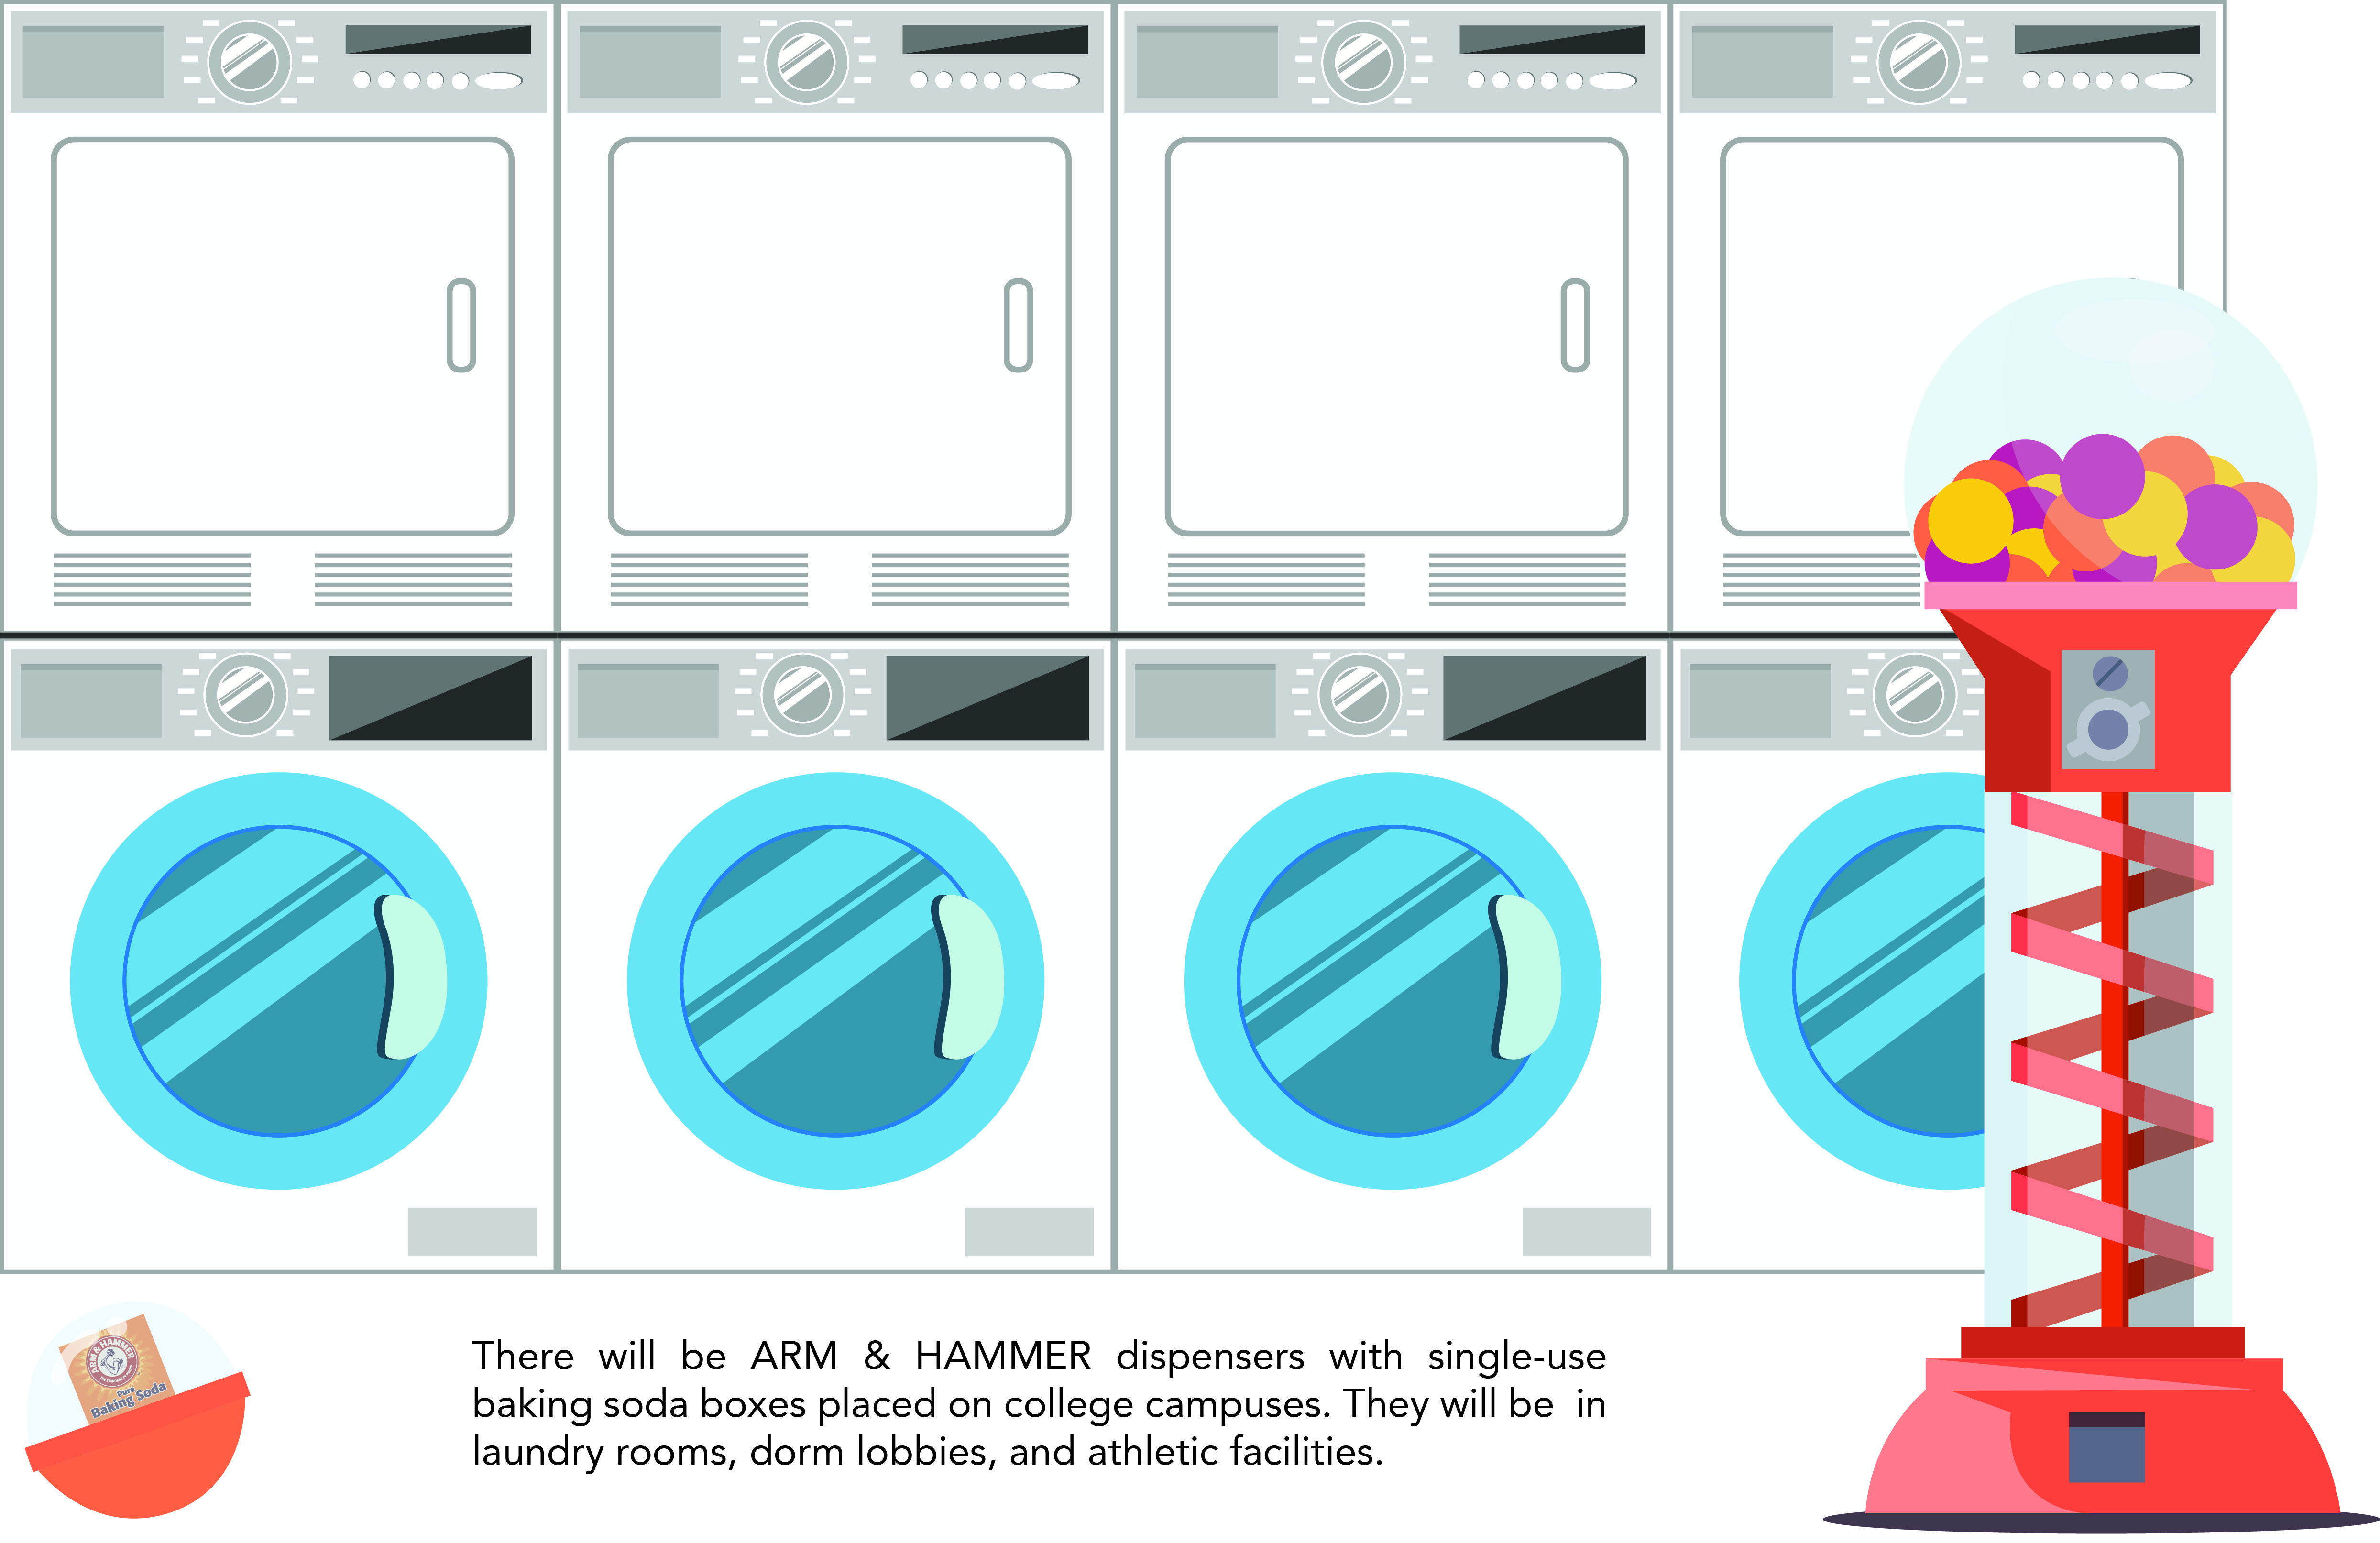 ARM & HAMMER
Pure
Baking Soda
There will be ARM & HAMMER dispensers with single-use
baking soda boxes placed on college campuses. They will be in
laundry rooms, dorm lobbies, and athletic facilities.